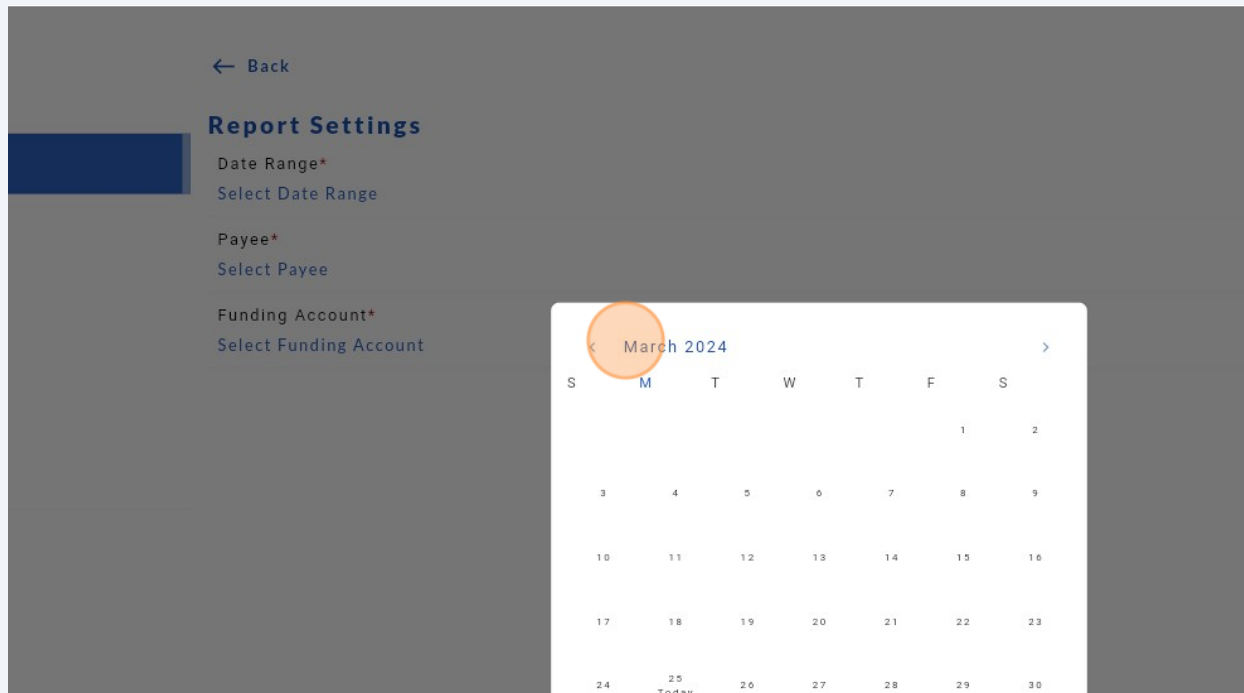 ← Back
Report Settings
Date Range*
Select Date Range
Payee*
Select Payee
Funding Account*
Select Funding Account
‹ March 2024 ›
S M T W T F S
1 2
3 4 5 6 7 8 9
10 11 12 13 14 15 16
17 18 19 20 21 22 23
24 25 26 27 28 29 30
Today